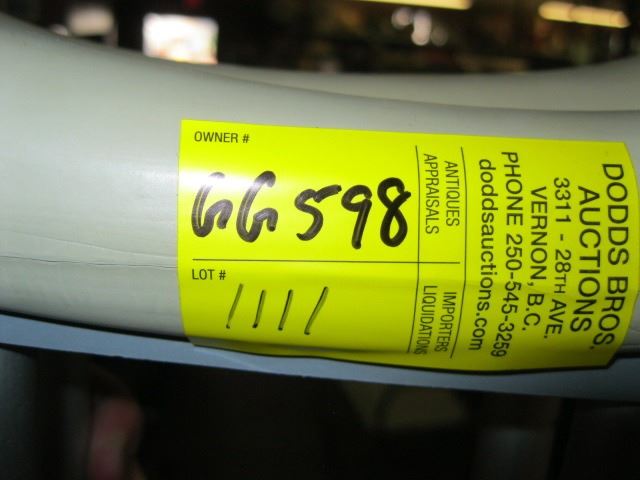 OWNER #
GG598
LOT #
1111
ANTIQUES
APPRAISALS
IMPORTERS
LIQUIDATIONS
DODDS BROS.
AUCTIONS
3311 - 28TH AVE.
VERNON, B.C.
PHONE 250-545-3259
doddsauctions.com